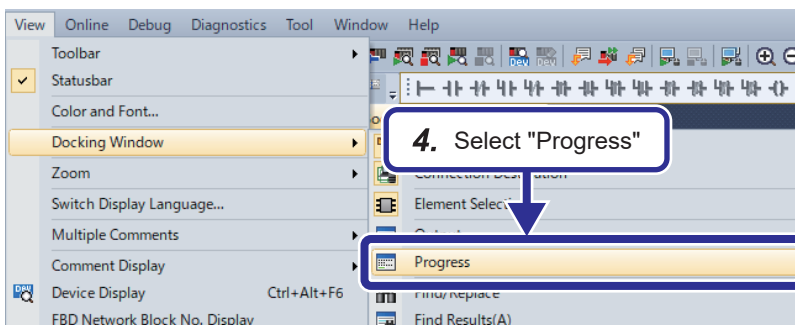 View Online Debug Diagnostics Tool Window Help
Toolbar
Statusbar
Color and Font...
Docking Window
4. Select "Progress"
Zoom
Switch Display Language...
Element Selection
Multiple Comments
Comment Display
Progress
Device Display Ctrl+Alt+F6
Find/Replace
FBD Network Block No. Display
Find Results(A)